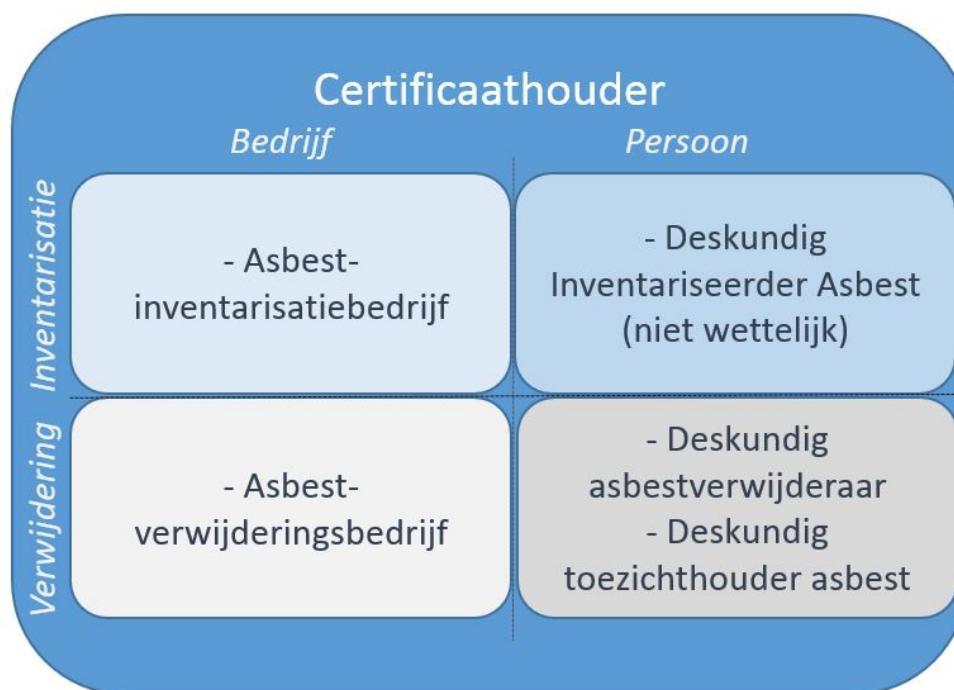 Certificaathouder
Bedrijf
Persoon
Inventarisatie
- Asbest-
inventarisatiebedrijf
- Deskundig
Inventariseerder Asbest
(niet wettelijk)
Verwijdering
- Asbest-
verwijderingsbedrijf
- Deskundig
asbestverwijderaar
- Deskundig
toezichthouder asbest